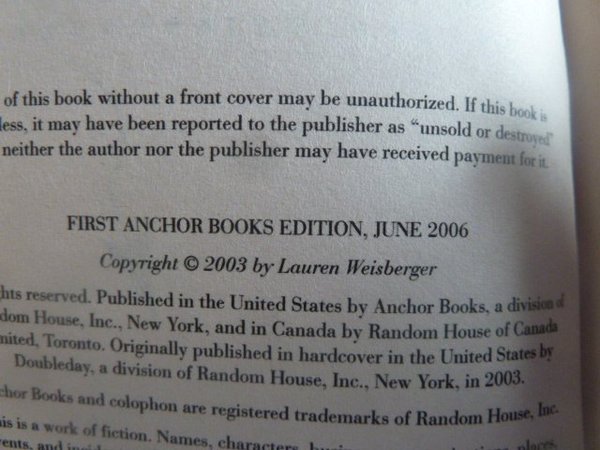 of this book without a front cover may be unauthorized. If this book is
less, it may have been reported to the publisher as “unsold or destroyed”
neither the author nor the publisher may have received payment for it.
FIRST ANCHOR BOOKS EDITION, JUNE 2006
Copyright © 2003 by Lauren Weisberger
hts reserved. Published in the United States by Anchor Books, a division of
dom House, Inc., New York, and in Canada by Random House of Canada
mited, Toronto. Originally published in hardcover in the United States by
Doubleday, a division of Random House, Inc., New York, in 2003.
chor Books and colophon are registered trademarks of Random House, Inc.
is is a work of fiction. Names, characters, places,
vents, and